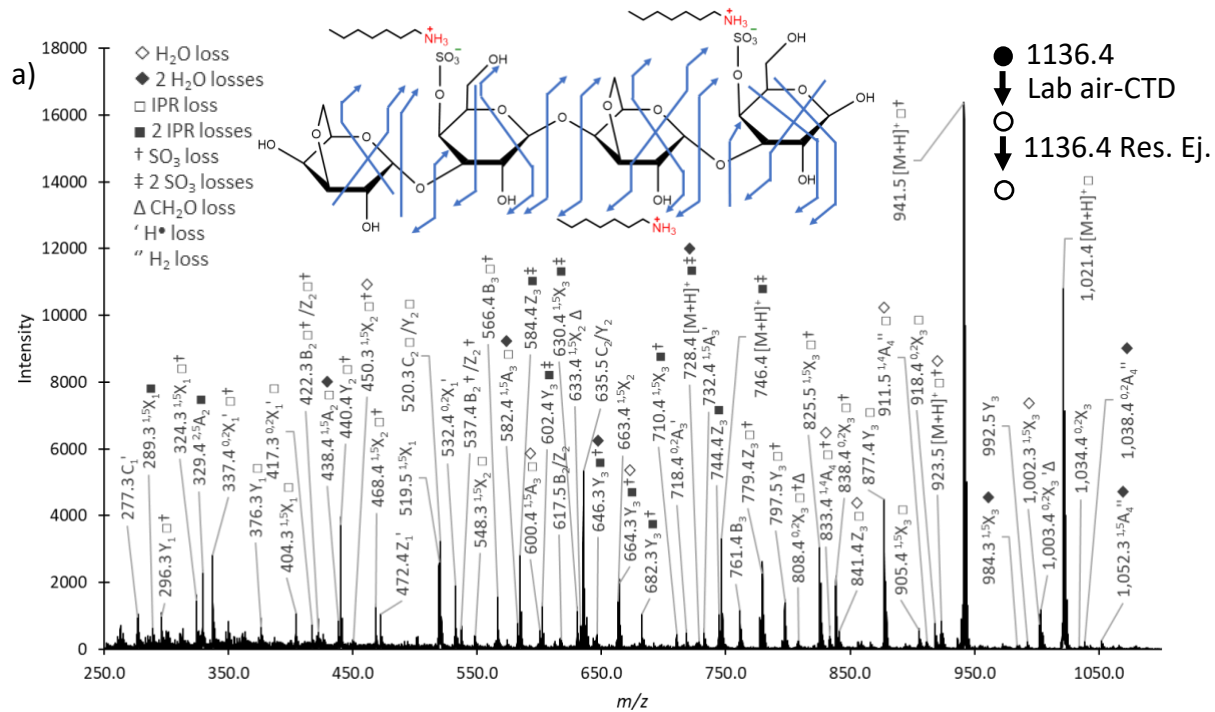 a)
◇ H₂O loss
◆ 2 H₂O losses
□ IPR loss
■ 2 IPR losses
† SO₃ loss
‡ 2 SO₃ losses
Δ CH₂O loss
‘ H• loss
‘’ H₂ loss
● 1136.4
Lab air-CTD
1136.4 Res. Ej.
NH₃⁺
SO₃⁻
OH
O
O
O
HO
OH
O
O
OH
O
O
O
OH
NH₃⁺
NH₃⁺
SO₃⁻
OH
O
O
OH
O
OH
Intensity
18000
16000
14000
12000
10000
8000
6000
4000
2000
0
277.3 C₁'
289.3 ¹,⁵X₁ ■
296.3 Y₁□†
324.3 ¹,⁵X₁□†
329.4 ²,⁵A₂ ■
337.4 ⁰,²X₁'□†
376.3 Y₁□
404.3 ¹,⁵X₁□
417.3 ⁰,²X₁'□
422.3 B₂□†/Z₂□†
438.4 ¹,⁵A₂□◆
440.4 Y₂□†
450.3 ¹,⁵X₂□†◇
468.4 ¹,⁵X₂□†
472.4 Z₁'
519.5 ¹,⁵X₁
520.3 C₂□/Y₂□
532.4 ⁰,²X₁'
537.4 B₂†/Z₂†
548.3 ¹,⁵X₂□
566.4 B₃□†
582.4 ¹,⁵A₃□◆
584.4 Z₃■‡
600.4 ¹,⁵A₃□◇
602.4 Y₃■‡
617.5 B₂/Z₂
630.4 ¹,⁵X₃■‡
633.4 ¹,⁵X₂ Δ
635.5 C₂/Y₂
646.3 Y₃■†◆
663.4 ¹,⁵X₂
664.3 Y₃■†◇
682.3 Y₃■†
710.4 ¹,⁵X₃■†
718.4 ⁰,²A₃'
728.4 [M+H]⁺■‡◆
732.4 ¹,⁵A₃'
744.4 Z₃■
746.4 [M+H]⁺■‡
761.4 B₃
779.4 Z₃□†
797.5 Y₃□†
808.4 ⁰,²X₃□†Δ
825.5 ¹,⁵X₃□†
833.4 ¹,⁴A₄□†◇
838.4 ⁰,²X₃□†
841.4 Z₃□◇
877.4 Y₃□
905.4 ¹,⁵X₃□
911.5 ¹,⁴A₄''□◇
918.4 ⁰,²X₃□
923.5 [M+H]⁺□†◇
941.5 [M+H]⁺□†
984.3 ¹,⁵X₃◆
992.5 Y₃
1,002.3 ¹,⁵X₃◇
1,003.4 ⁰,²X₃'Δ
1,021.4 [M+H]⁺□
1,034.4 ⁰,²X₃
1,038.4 ⁰,²A₄''◆
1,052.3 ¹,⁵A₄''◆
250.0 350.0 450.0 550.0 650.0 750.0 850.0 950.0 1,050.0
m/z